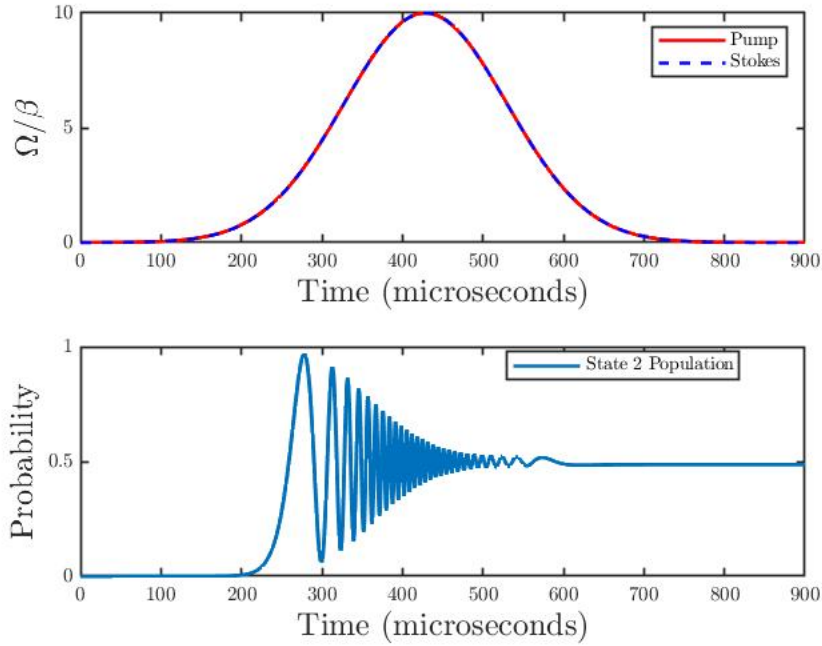 10
5
0
Ω/β
Pump
Stokes
0 100 200 300 400 500 600 700 800 900
Time (microseconds)
1
0.5
0
Probability
State 2 Population
0 100 200 300 400 500 600 700 800 900
Time (microseconds)